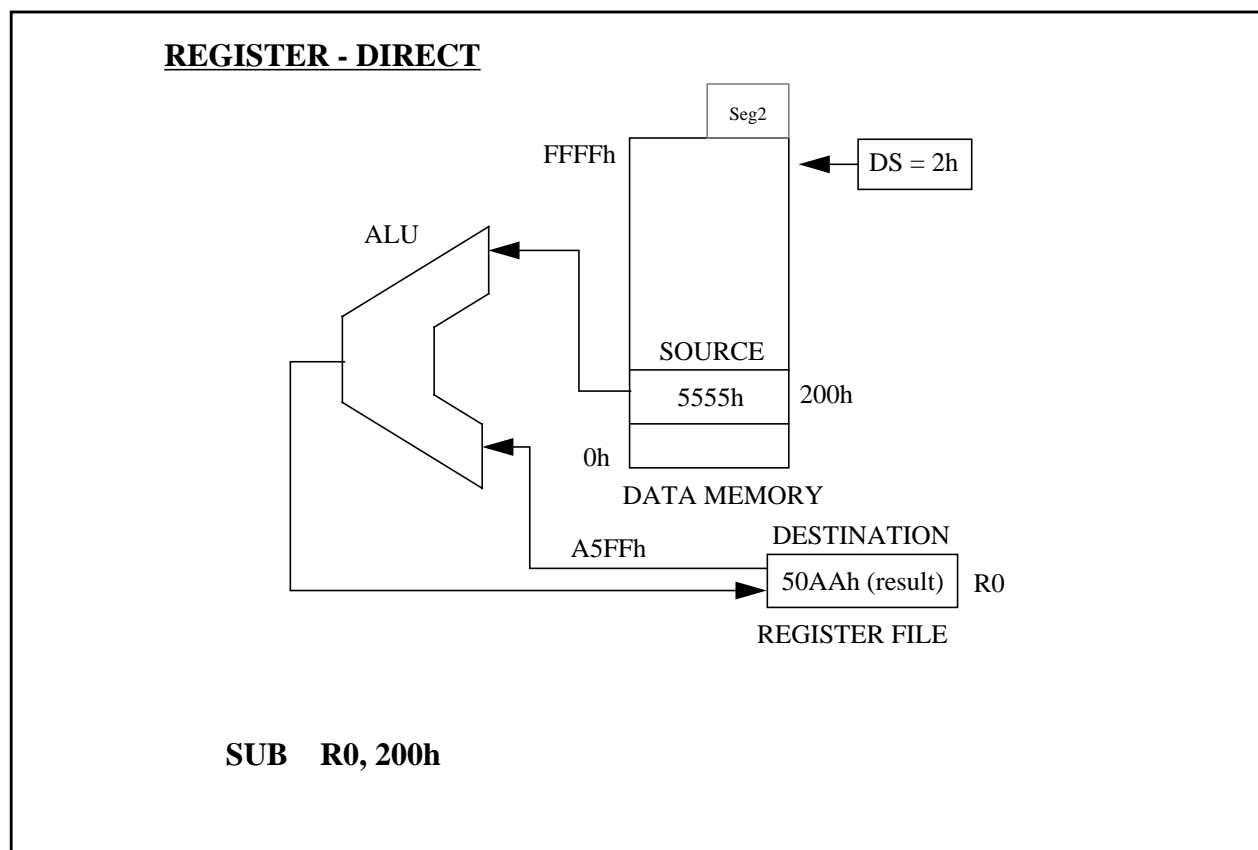 REGISTER - DIRECT
Seg2
FFFFh
DS = 2h
ALU
SOURCE
5555h
200h
0h
DATA MEMORY
DESTINATION
A5FFh
50AAh (result)
R0
REGISTER FILE
SUB R0, 200h